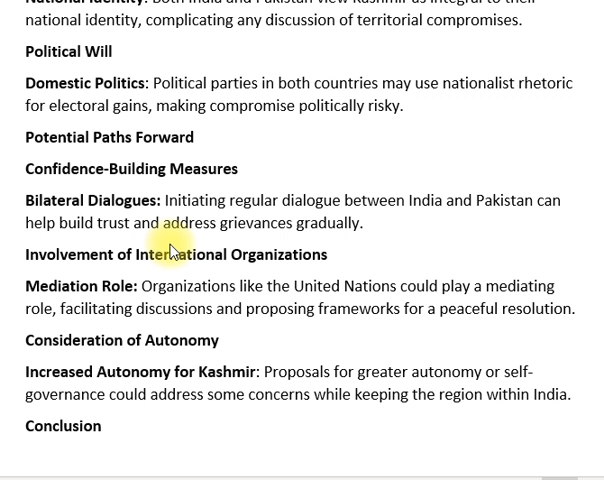 National Identity: Both India and Pakistan view Kashmir as integral to their
national identity, complicating any discussion of territorial compromises.
Political Will
Domestic Politics: Political parties in both countries may use nationalist rhetoric
for electoral gains, making compromise politically risky.
Potential Paths Forward
Confidence-Building Measures
Bilateral Dialogues: Initiating regular dialogue between India and Pakistan can
help build trust and address grievances gradually.
Involvement of International Organizations
Mediation Role: Organizations like the United Nations could play a mediating
role, facilitating discussions and proposing frameworks for a peaceful resolution.
Consideration of Autonomy
Increased Autonomy for Kashmir: Proposals for greater autonomy or self-
governance could address some concerns while keeping the region within India.
Conclusion